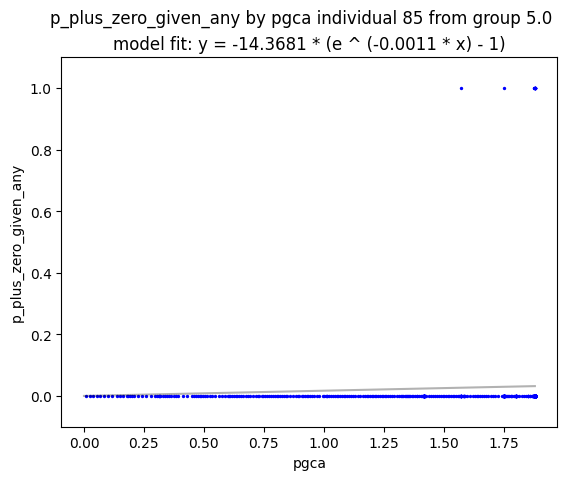 p_plus_zero_given_any by pgca individual 85 from group 5.0
model fit: y = -14.3681 * (e ^ (-0.0011 * x) - 1)
1.0
0.8
0.6
0.4
0.2
0.0
p_plus_zero_given_any
0.00 0.25 0.50 0.75 1.00 1.25 1.50 1.75
pgca